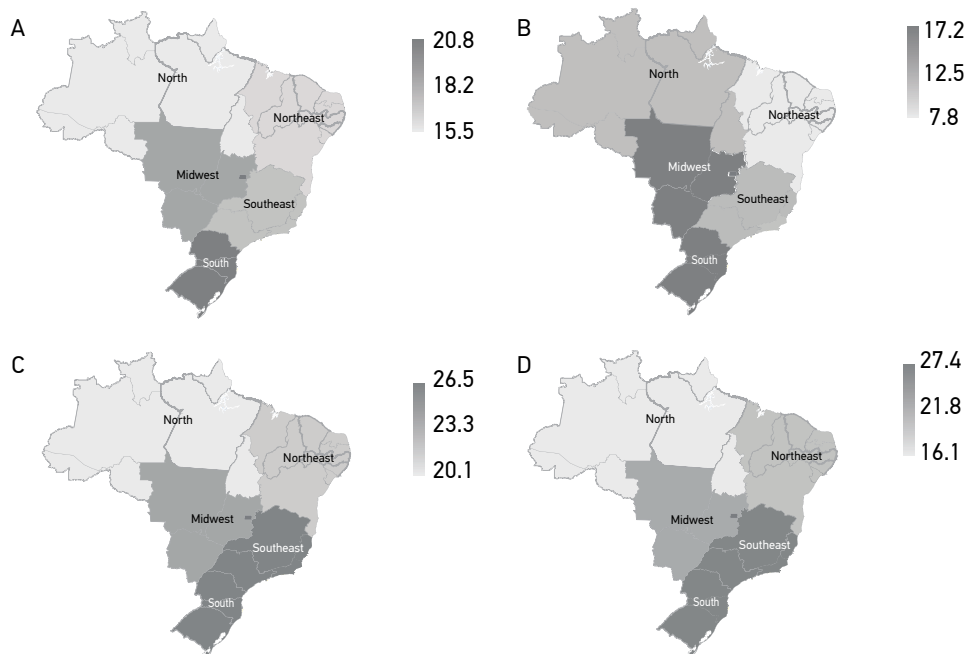 A
North
Northeast
Midwest
Southeast
South
20.8
18.2
15.5
B
North
Northeast
Midwest
Southeast
South
17.2
12.5
7.8
C
North
Northeast
Midwest
Southeast
South
26.5
23.3
20.1
D
North
Northeast
Midwest
Southeast
South
27.4
21.8
16.1